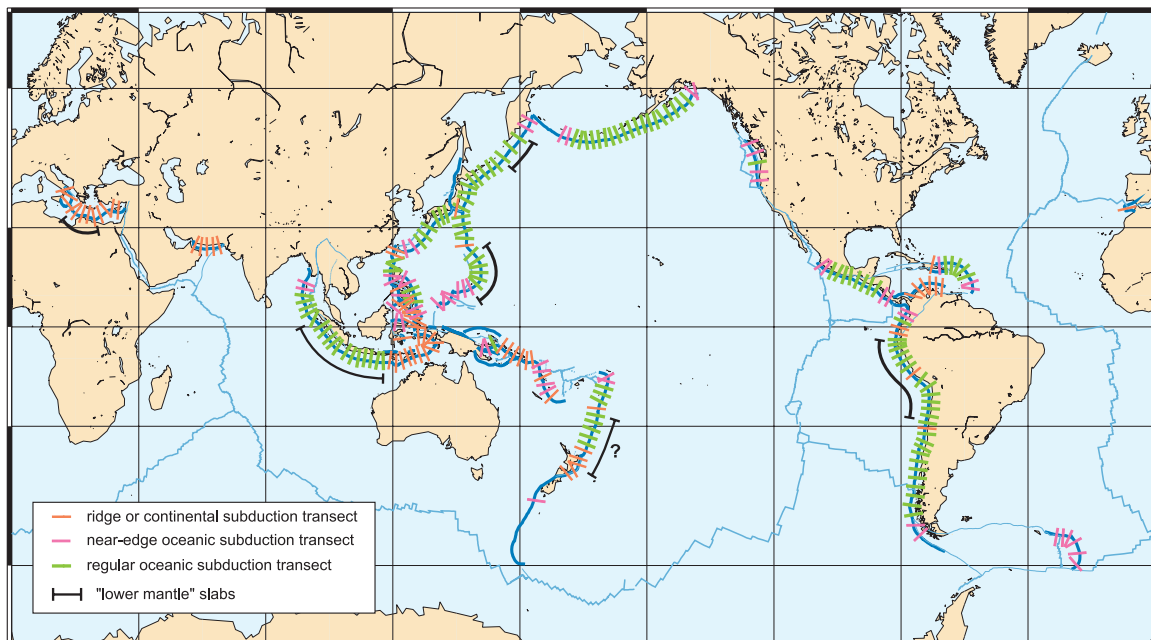 ?
ridge or continental subduction transect
near-edge oceanic subduction transect
regular oceanic subduction transect
"lower mantle" slabs